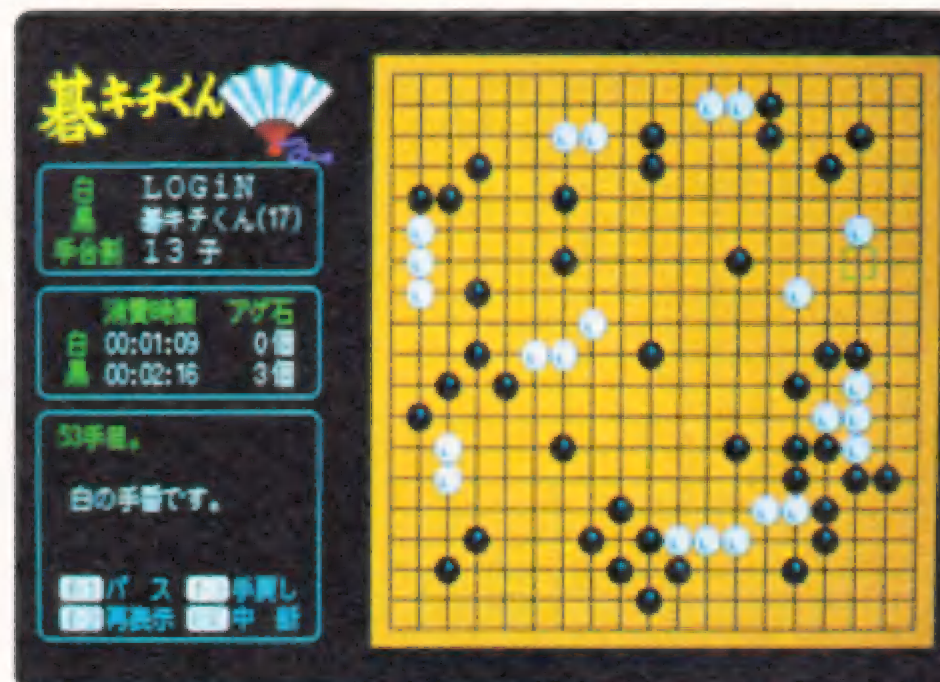 碁キチくん
白 LOGiN
黒 碁キチくん(17)
手合割 13 子
消費時間 アゲ石
白 00:01:09 0個
黒 00:02:16 3個
53手目。
白の手番です。
パ ス 手戻し
再表示 中 断